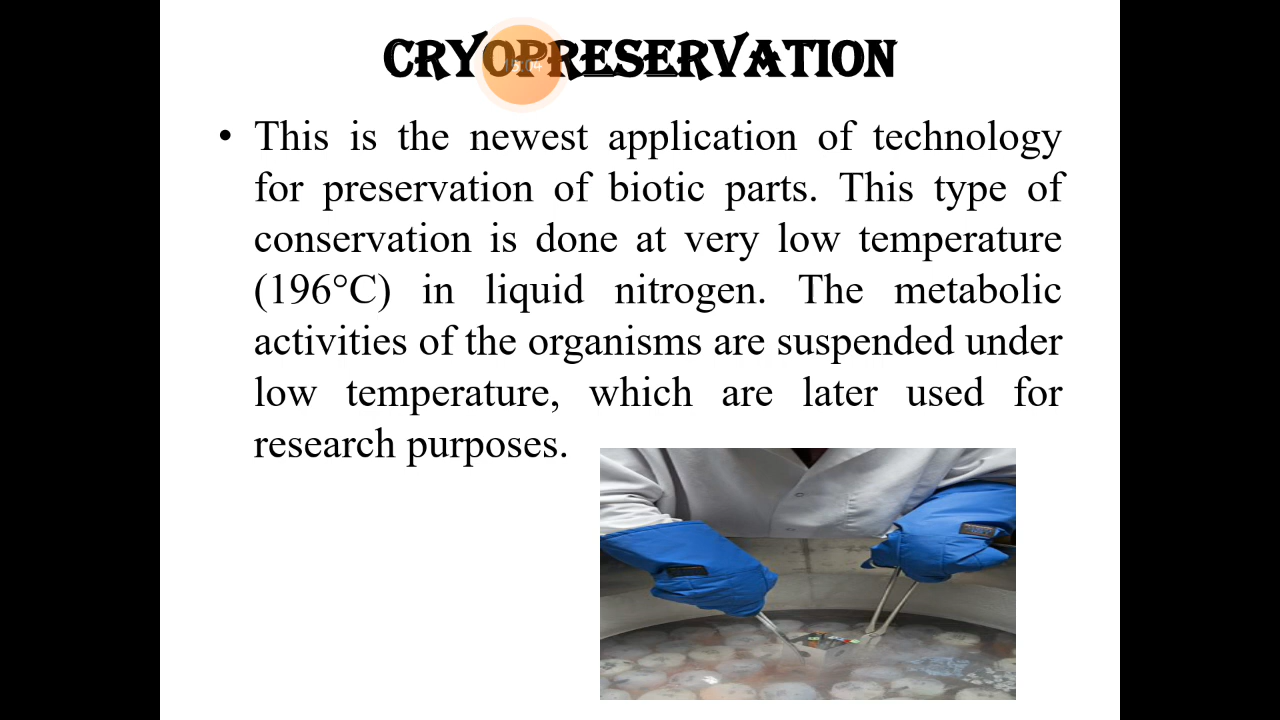 CRYOPRESERVATION
15:04
• This is the newest application of technology
for preservation of biotic parts. This type of
conservation is done at very low temperature
(196°C) in liquid nitrogen. The metabolic
activities of the organisms are suspended under
low temperature, which are later used for
research purposes.